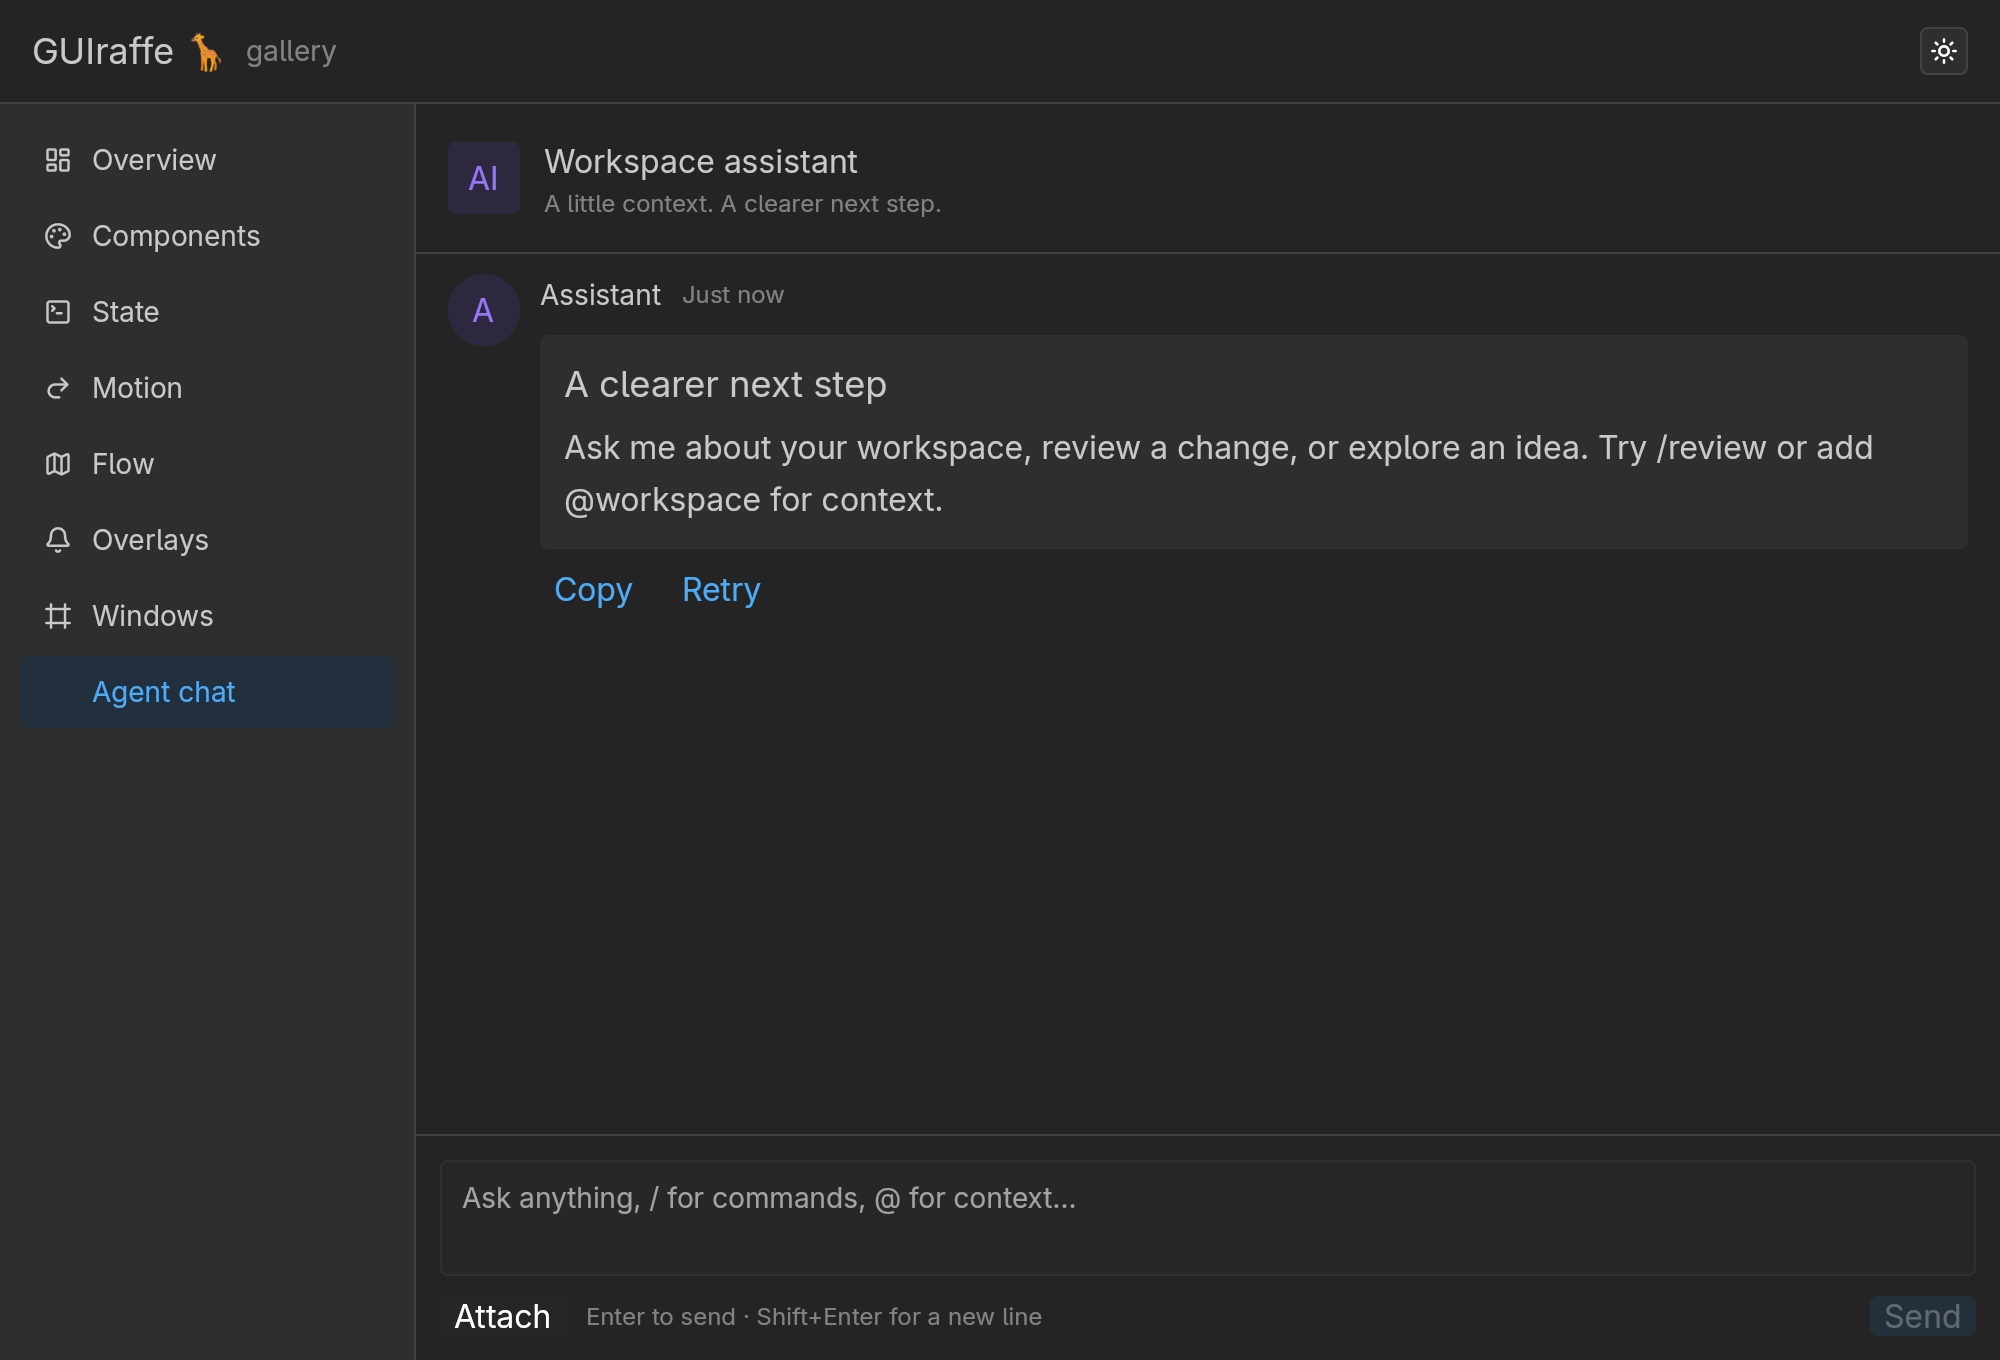 GUIraffe 🦒 gallery
Overview
Components
State
Motion
Flow
Overlays
Windows
Agent chat
AI
Workspace assistant
A little context. A clearer next step.
A
Assistant Just now
A clearer next step
Ask me about your workspace, review a change, or explore an idea. Try /review or add
@workspace for context.
Copy Retry
Ask anything, / for commands, @ for context...
Attach Enter to send · Shift+Enter for a new line Send